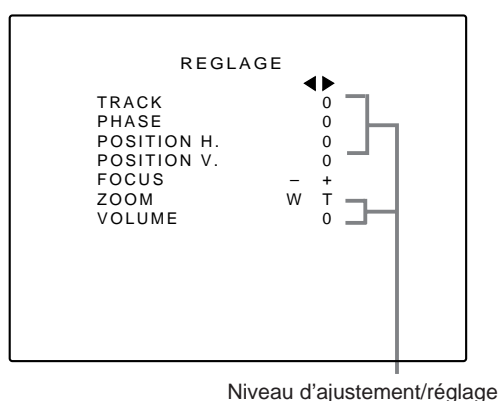 REGLAGE
◀ ▶
TRACK 0
PHASE 0
POSITION H. 0
POSITION V. 0
FOCUS – +
ZOOM W T
VOLUME 0
Niveau d'ajustement/réglage